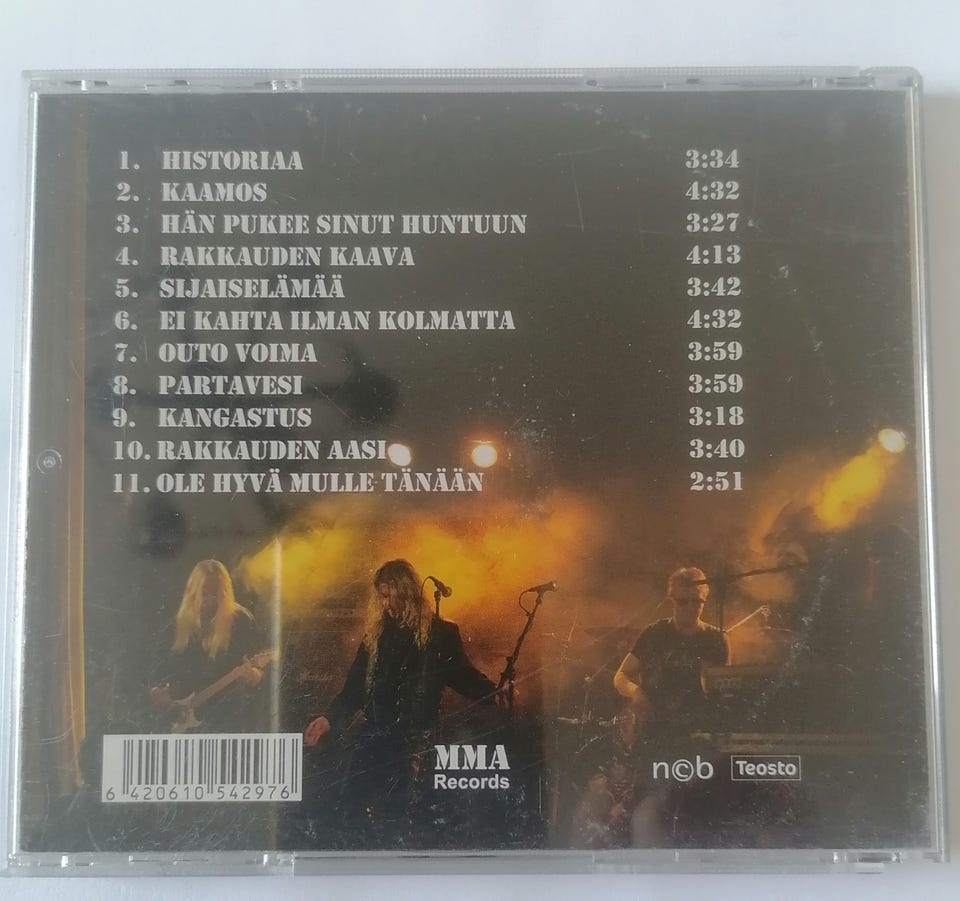 1. HISTORIAA 3:34
2. KAAMOS 4:32
3. HÄN PUKEE SINUT HUNTUUN 3:27
4. RAKKAUDEN KAAVA 4:13
5. SIJAISELÄMÄÄ 3:42
6. EI KAHTA ILMAN KOLMATTA 4:32
7. OUTO VOIMA 3:59
8. PARTAVESI 3:59
9. KANGASTUS 3:18
10. RAKKAUDEN AASI 3:40
11. OLE HYVÄ MULLE TÄNÄÄN 2:51
6 420610 542976
MMA
Records
n©b Teosto